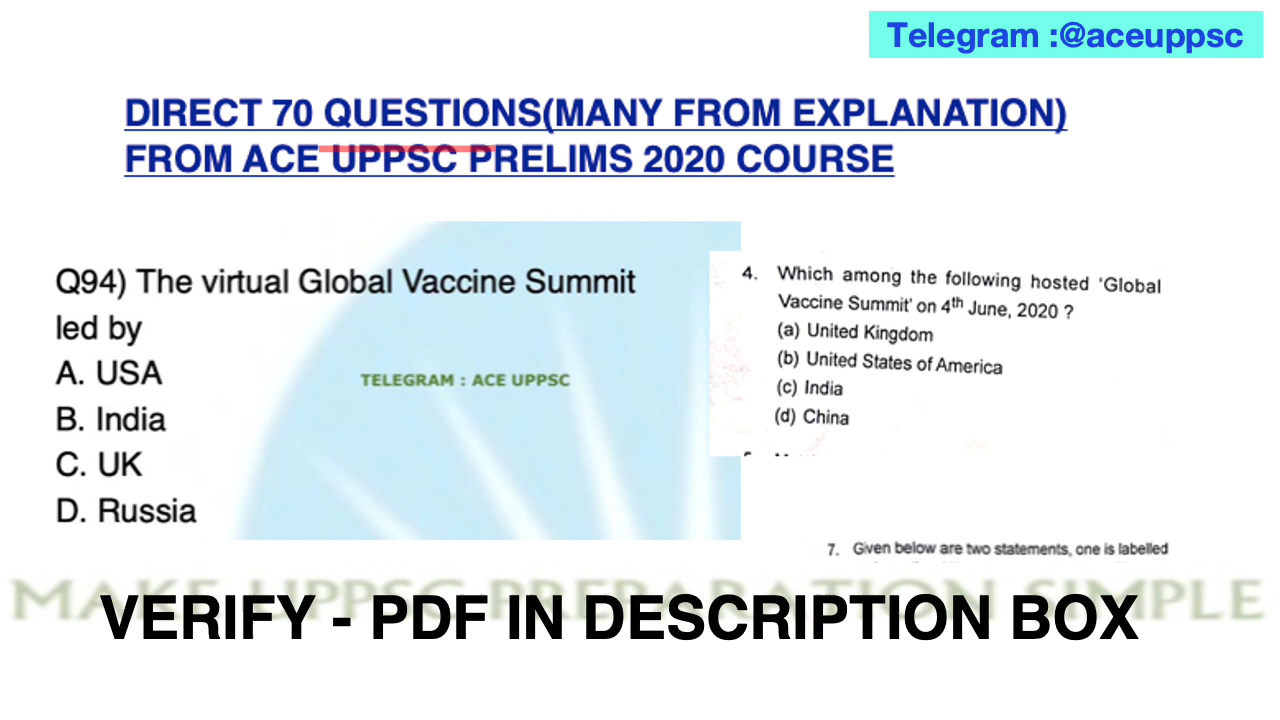 Telegram :@aceuppsc
DIRECT 70 QUESTIONS(MANY FROM EXPLANATION)
FROM ACE UPPSC PRELIMS 2020 COURSE
Q94) The virtual Global Vaccine Summit
led by
A. USA
B. India
C. UK
D. Russia
TELEGRAM : ACE UPPSC
4. Which among the following hosted 'Global
Vaccine Summit' on 4th June, 2020 ?
(a) United Kingdom
(b) United States of America
(c) India
(d) China
7. Given below are two statements, one is labelled
MAKE UPPSC PREPARATION SIMPLE
VERIFY - PDF IN DESCRIPTION BOX